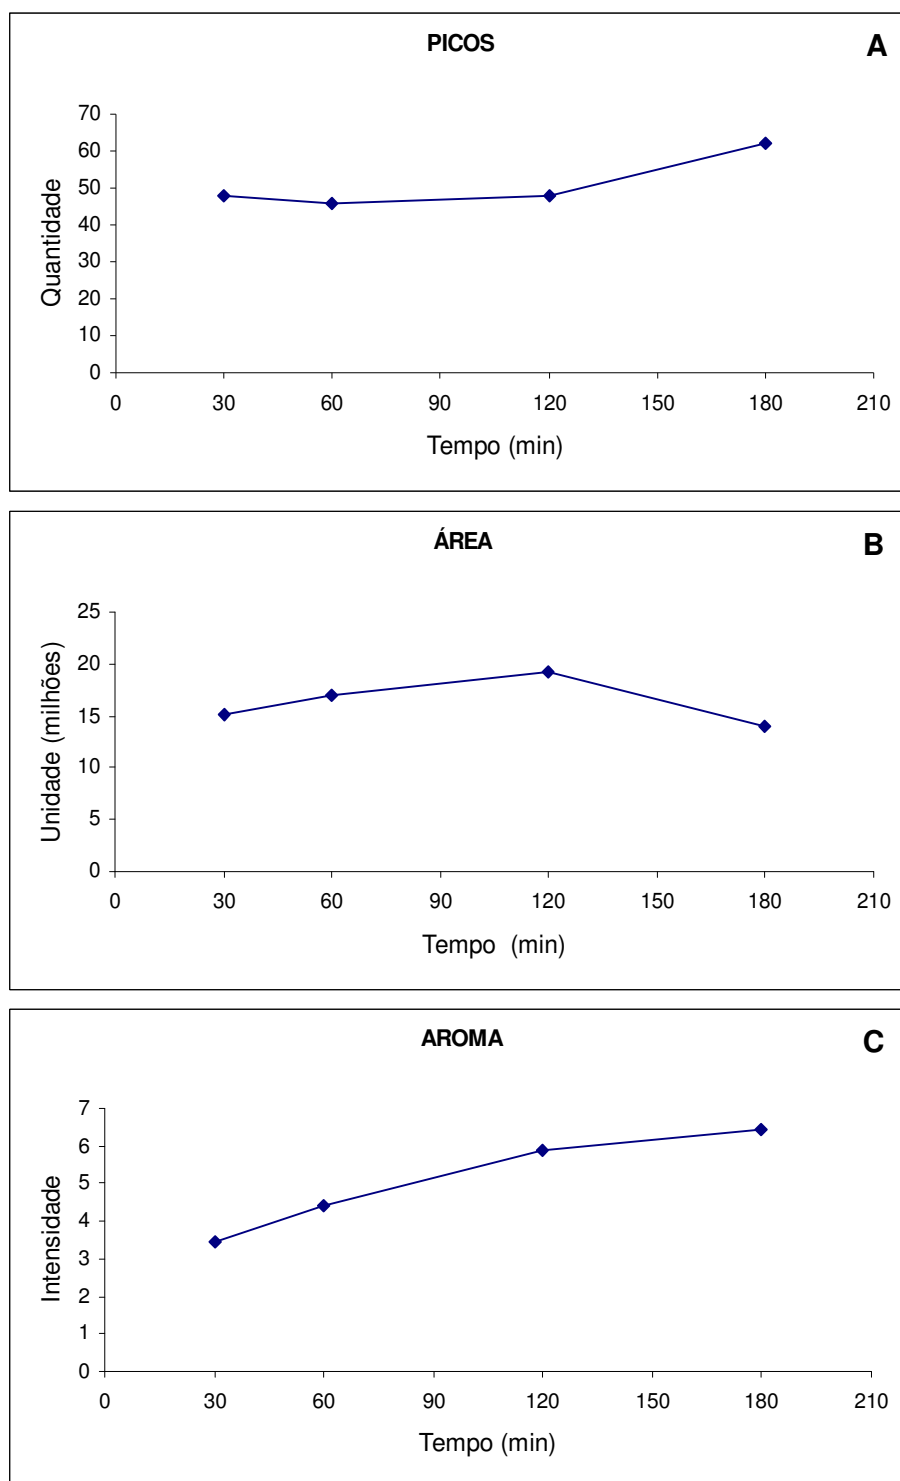 PICOS
A
70
60
50
40
30
20
10
0
Quantidade
0 30 60 90 120 150 180 210
Tempo (min)
ÁREA
B
25
20
15
10
5
0
Unidade (milhões)
0 30 60 90 120 150 180 210
Tempo (min)
AROMA
C
7
6
5
4
3
2
1
0
Intensidade
0 30 60 90 120 150 180 210
Tempo (min)